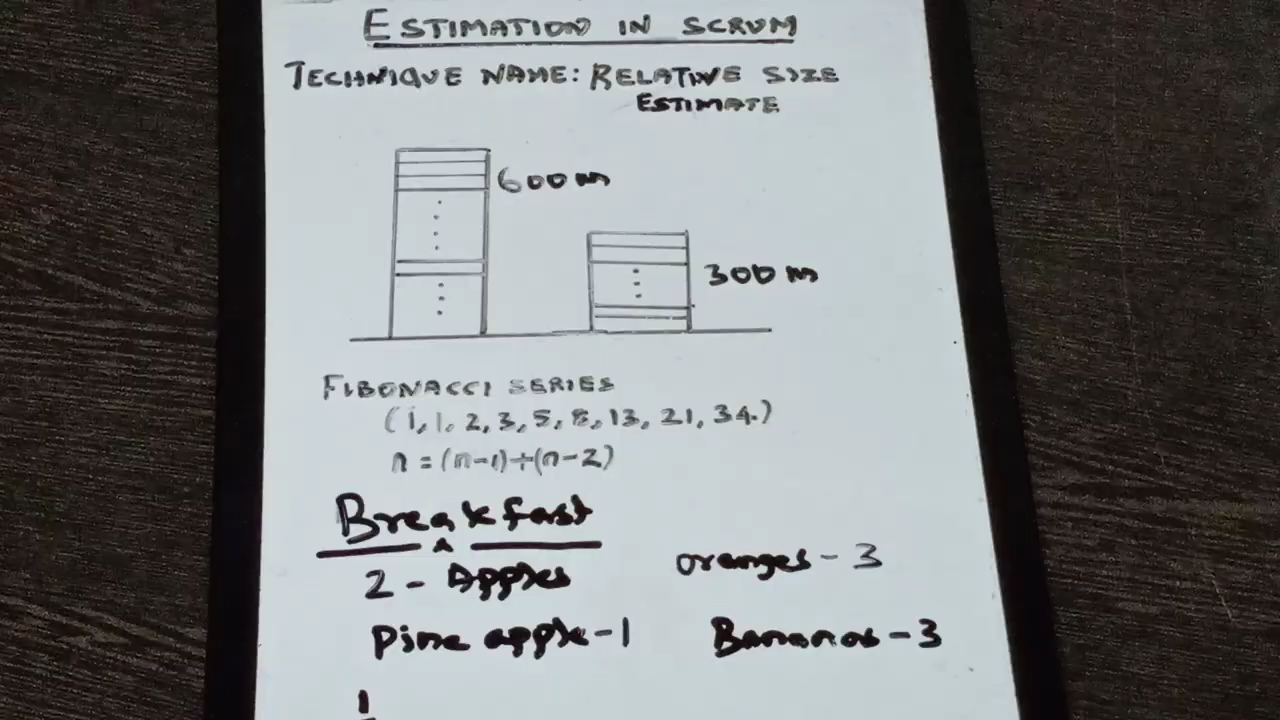 ESTIMATION IN SCRUM
TECHNIQUE NAME: RELATIVE SIZE
ESTIMATE
600m
300m
FIBONACCI SERIES
(1, 1, 2, 3, 5, 8, 13, 21, 34.)
n = (n-1)+(n-2)
Breakfast
2 - Apples
oranges - 3
Pine apple - 1
Bananas - 3
1